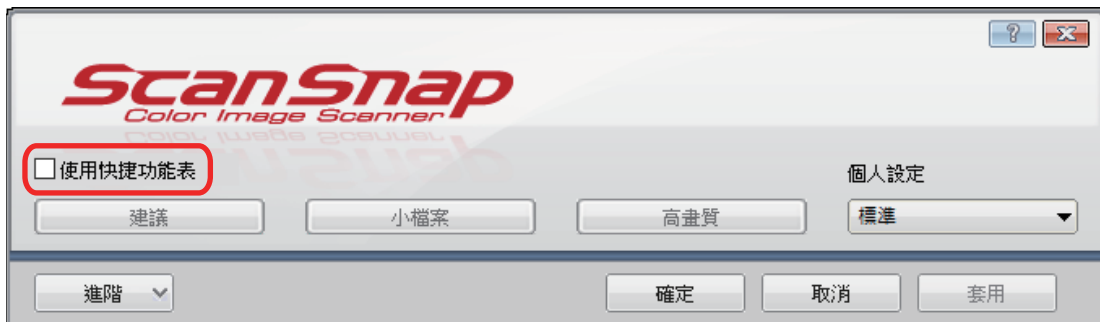 ScanSnap
Color Image Scanner
使用快捷功能表
個人設定
建議
小檔案
高畫質
標準
進階
確定
取消
套用